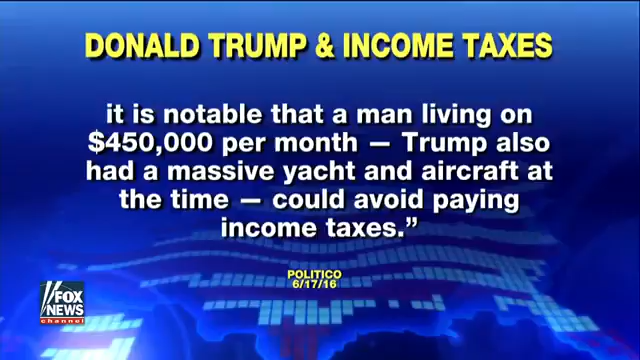 DONALD TRUMP & INCOME TAXES
it is notable that a man living on
$450,000 per month — Trump also
had a massive yacht and aircraft at
the time — could avoid paying
income taxes.”
POLITICO
6/17/16
FOX
NEWS
channel